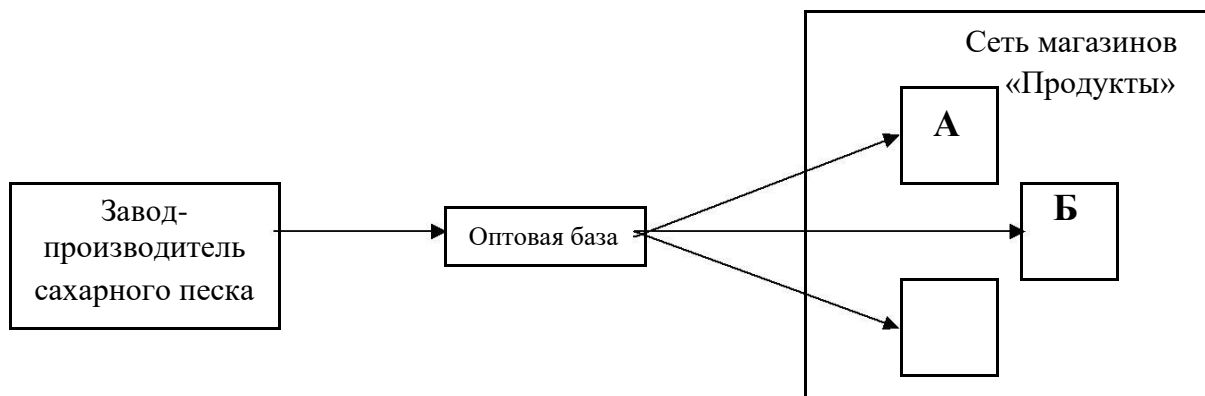 Сеть магазинов
«Продукты»
А
Завод-
производитель
сахарного песка
Оптовая база
Б